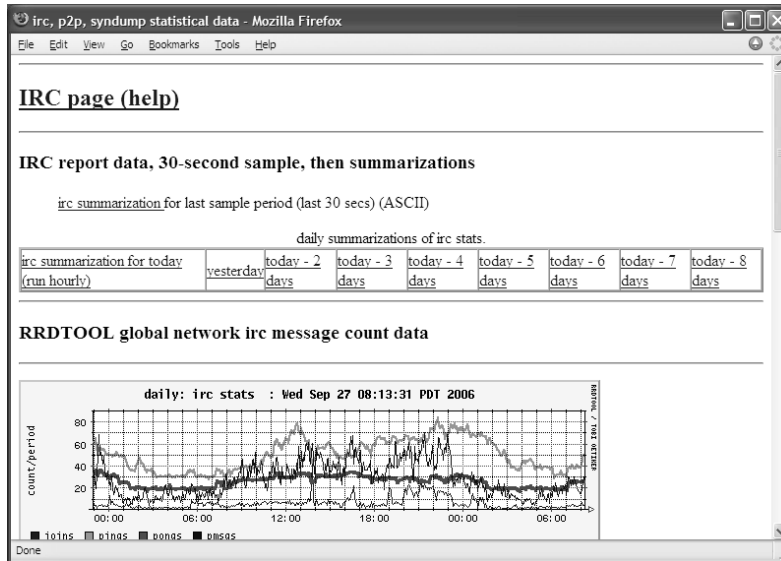 irc, p2p, syndump statistical data - Mozilla Firefox
File Edit View Go Bookmarks Tools Help
IRC page (help)
IRC report data, 30-second sample, then summarizations
irc summarization for last sample period (last 30 secs) (ASCII)
daily summarizations of irc stats.
irc summarization for today (run hourly)
yesterday
today - 2 days
today - 3 days
today - 4 days
today - 5 days
today - 6 days
today - 7 days
today - 8 days
RRDTOOL global network irc message count data
daily: irc stats : Wed Sep 27 08:13:31 PDT 2006
RRDTOOL / TOBI OETIKER
count/period
80
60
40
20
00:00 06:00 12:00 18:00 00:00 06:00
joins pings pongs pmsgs
Done